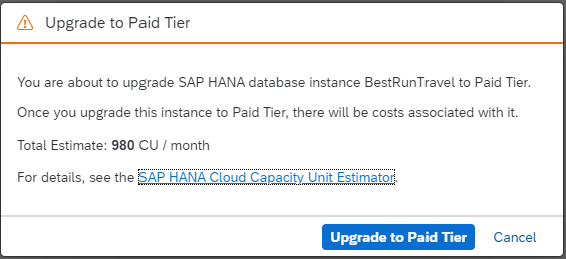 Upgrade to Paid Tier
You are about to upgrade SAP HANA database instance BestRunTravel to Paid Tier.
Once you upgrade this instance to Paid Tier, there will be costs associated with it.
Total Estimate: 980 CU / month
For details, see the SAP HANA Cloud Capacity Unit Estimator.
Upgrade to Paid Tier Cancel